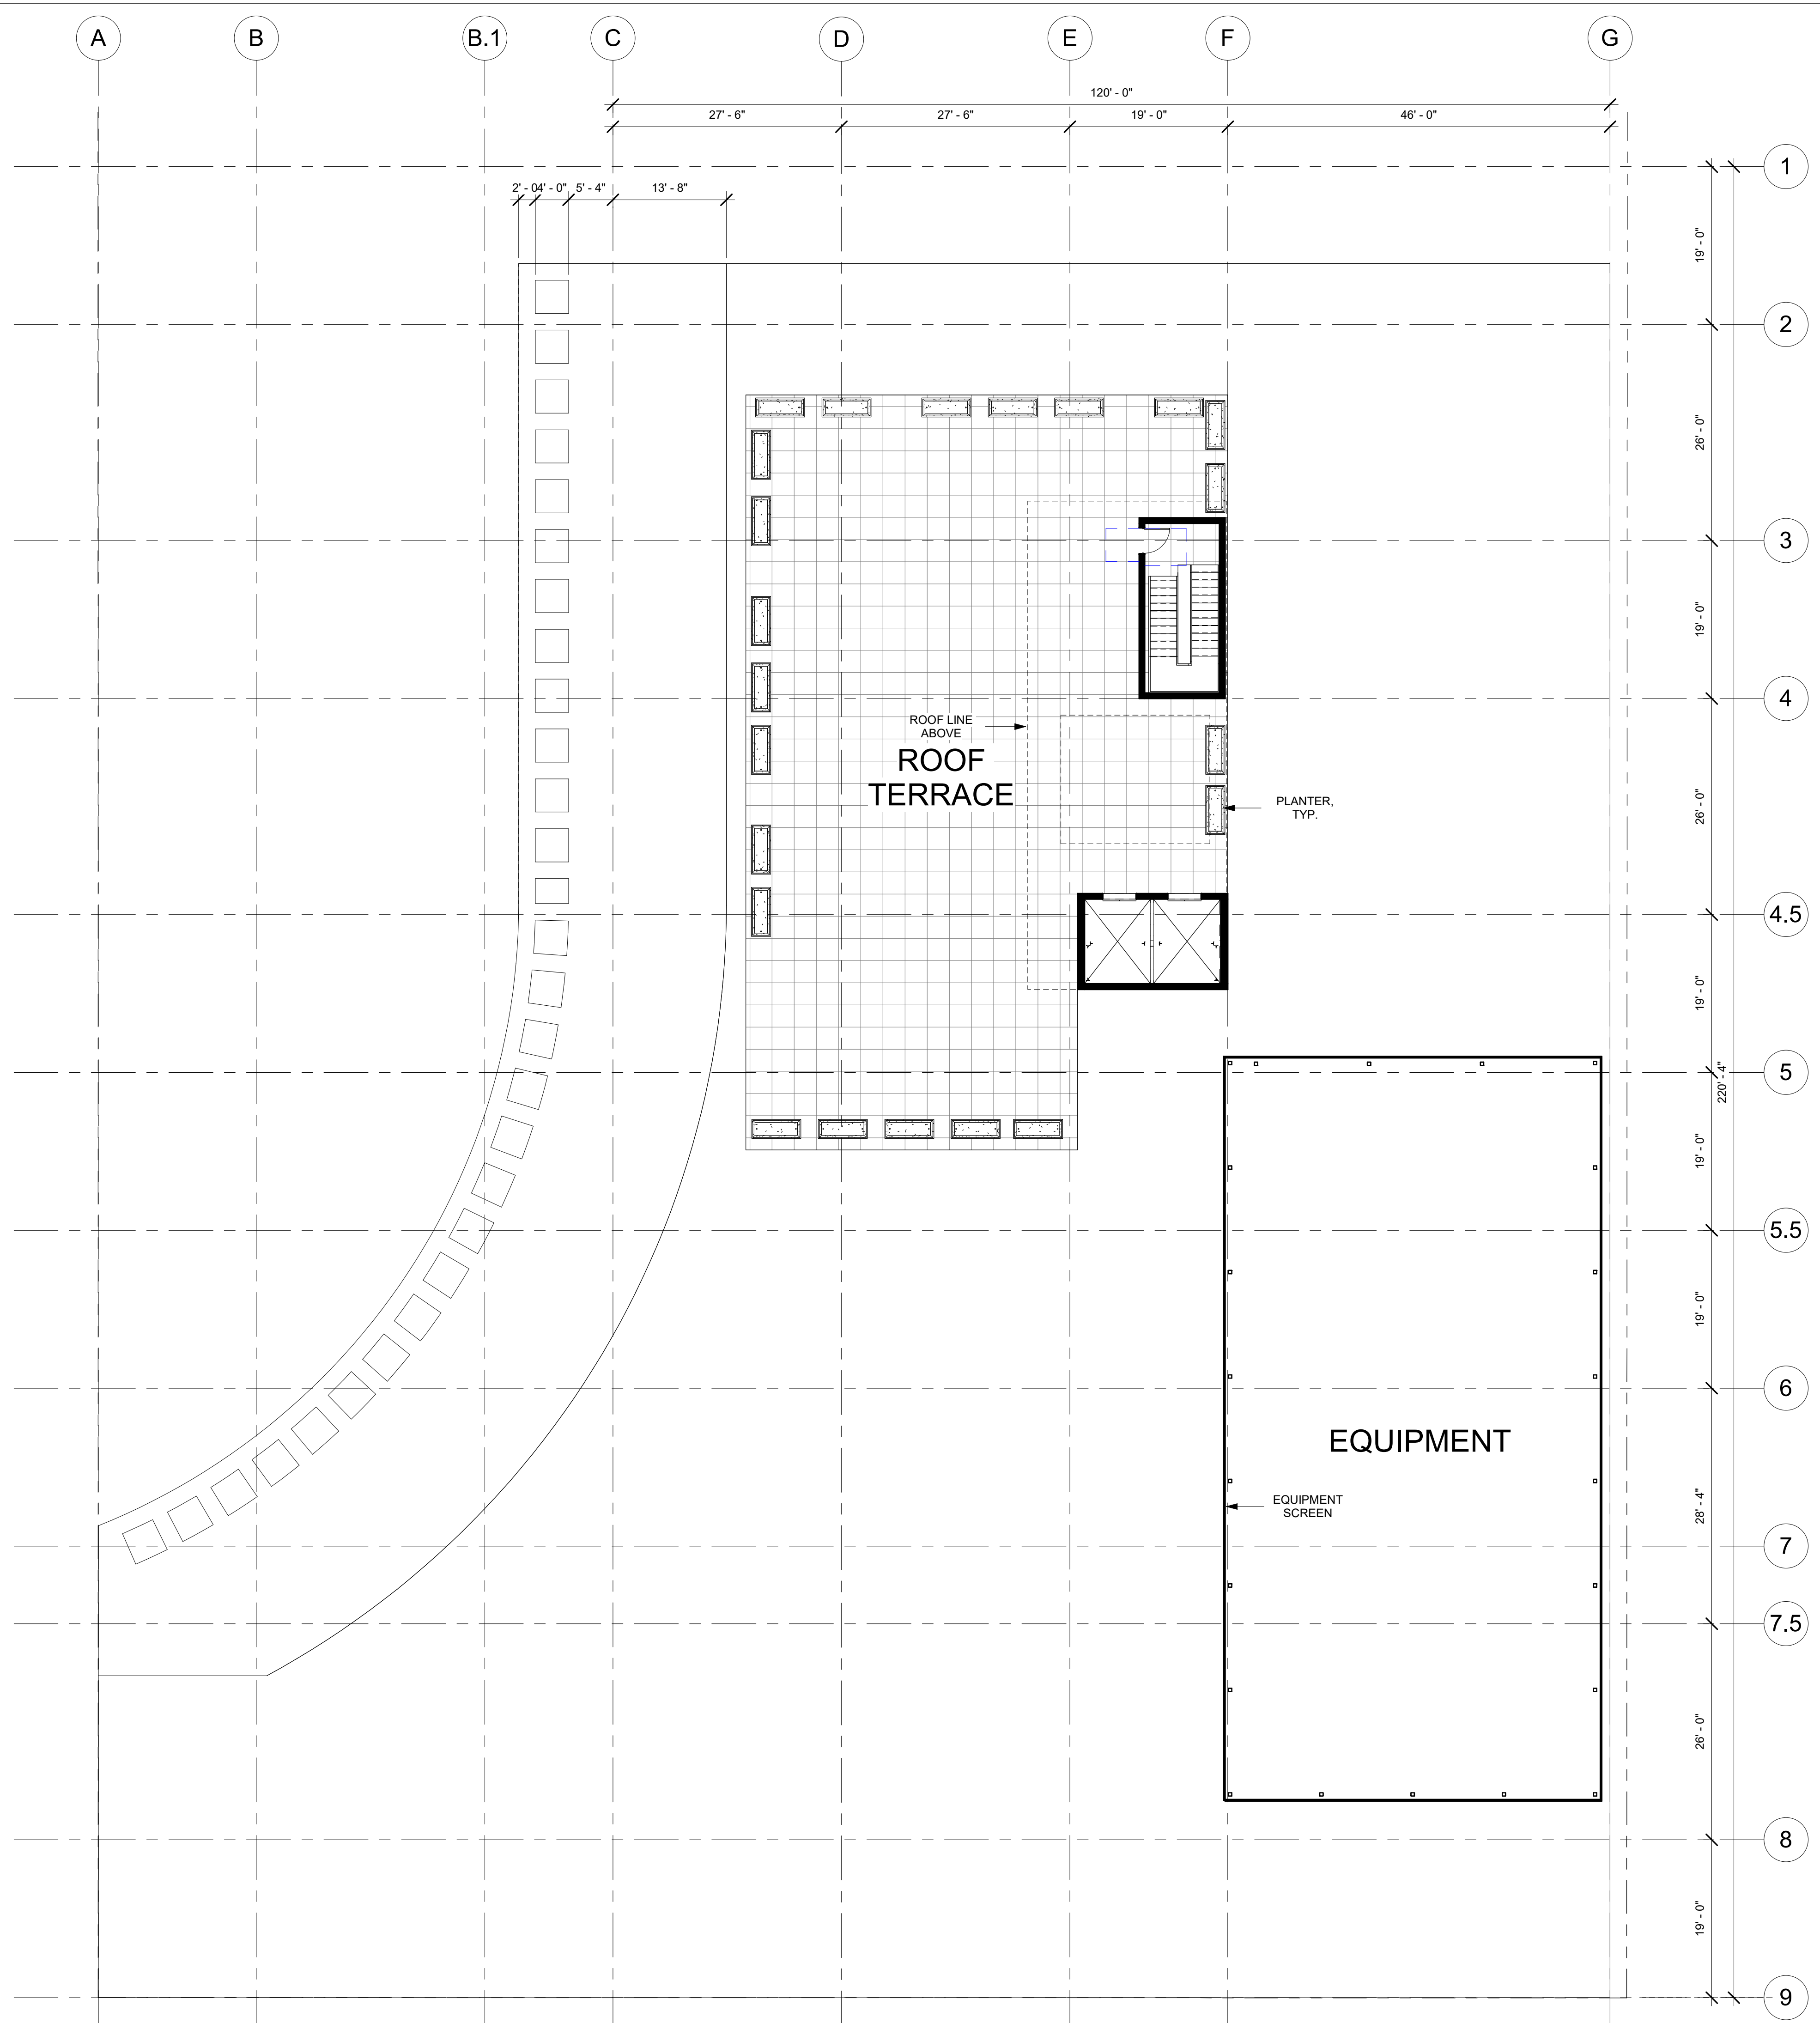 A B B.1 C D E F G
120' - 0"
27' - 6" 27' - 6" 19' - 0" 46' - 0"
1
2' - 0 4' - 0" 5' - 4" 13' - 8"
19' - 0"
2
26' - 0"
3
19' - 0"
4
ROOF LINE
ABOVE
ROOF
TERRACE
PLANTER,
TYP.
26' - 0"
4.5
19' - 0"
5
220' - 4"
19' - 0"
5.5
19' - 0"
6
EQUIPMENT
EQUIPMENT
SCREEN
28' - 4"
7
7.5
26' - 0"
8
19' - 0"
9